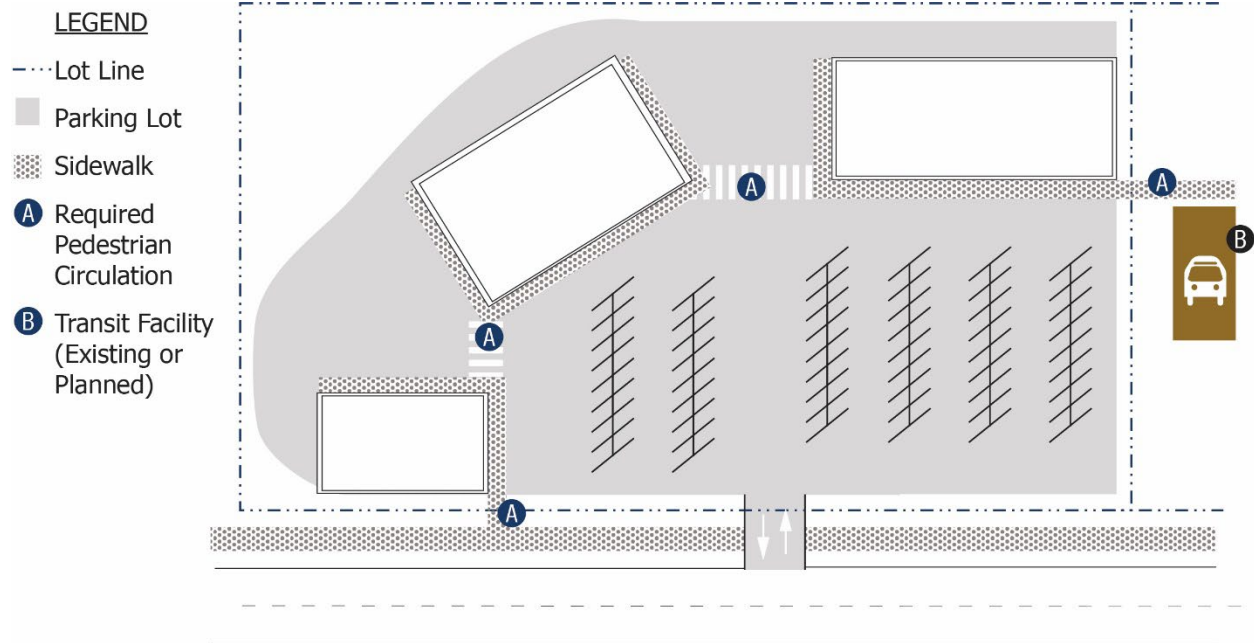 LEGEND
Lot Line
Parking Lot
Sidewalk
A Required
Pedestrian
Circulation
B Transit Facility
(Existing or
Planned)
A
A
B
A
A